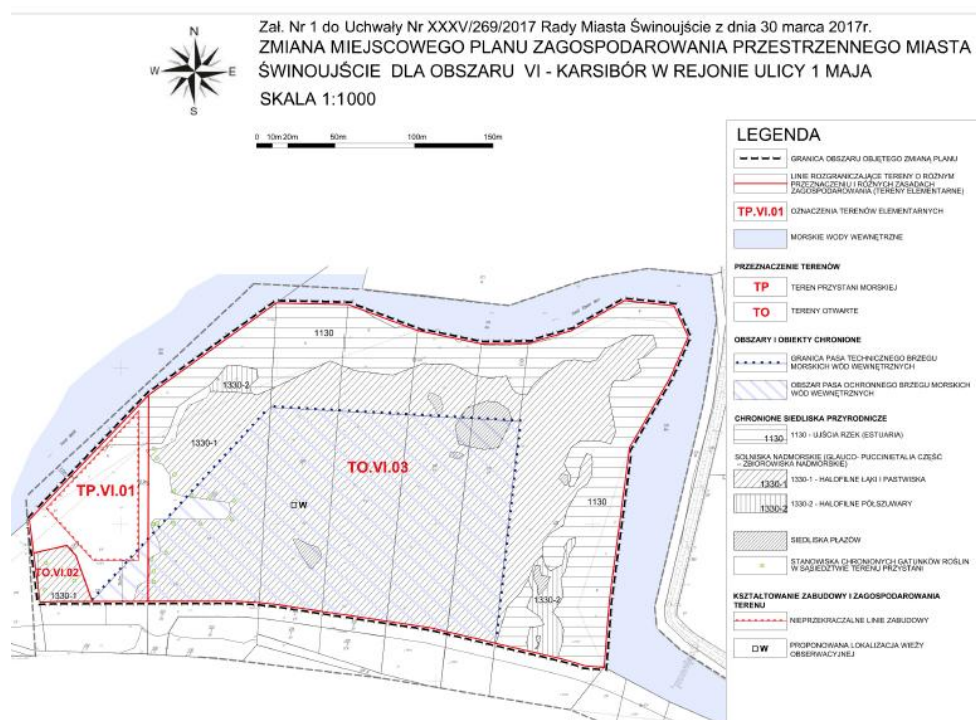 Zał. Nr 1 do Uchwały Nr XXXV/269/2017 Rady Miasta Świnoujście z dnia 30 marca 2017r.
ZMIANA MIEJSCOWEGO PLANU ZAGOSPODAROWANIA PRZESTRZENNEGO MIASTA
ŚWINOUJŚCIE DLA OBSZARU VI - KARSIBÓR W REJONIE ULICY 1 MAJA
SKALA 1:1000
N
W
E
S
0 10m 20m 50m 100m 150m
LEGENDA
GRANICA OBSZARU OBJĘTEGO ZMIANĄ PLANU
LINIE ROZGRANICZAJĄCE TERENY O RÓŻNYM
PRZEZNACZENIU I RÓŻNYCH ZASADACH
ZAGOSPODAROWANIA (TERENY ELEMENTARNE)
TP.VI.01 OZNACZENIA TERENÓW ELEMENTARNYCH
MORSKIE WODY WEWNĘTRZNE
PRZEZNACZENIE TERENÓW
TP TEREN PRZYSTANI MORSKIEJ
TO TERENY OTWARTE
OBSZARY I OBIEKTY CHRONIONE
GRANICA PASA TECHNICZNEGO BRZEGU
MORSKICH WÓD WEWNĘTRZNYCH
OBSZAR PASA OCHRONNEGO BRZEGU MORSKICH
WÓD WEWNĘTRZNYCH
CHRONIONE SIEDLISKA PRZYRODNICZE
1130 1130 - UJŚCIA RZEK (ESTUARIA)
SOLNISKA NADMORSKIE (GLAUCO- PUCCINIETALIA CZĘŚĆ
– ZBIOROWISKA NADMORSKIE)
1330-1 1330-1 - HALOFILNE ŁĄKI I PASTWISKA
1330-2 1330-2 - HALOFILNE PÓŁSZUWARY
SIEDLISKA PŁAZÓW
STANOWISKA CHRONIONYCH GATUNKÓW ROŚLIN
W SĄSIEDZTWIE TERENU PRZYSTANI
KSZTAŁTOWANIE ZABUDOWY I ZAGOSPODAROWANIA
TERENU
NIEPRZEKRACZALNE LINIE ZABUDOWY
W PROPONOWANA LOKALIZACJA WIEŻY
OBSERWACYJNEJ
1130
1330-2
1330-1
TO.VI.03
TP.VI.01
1130
W
TO.VI.02
1330-1
1330-2